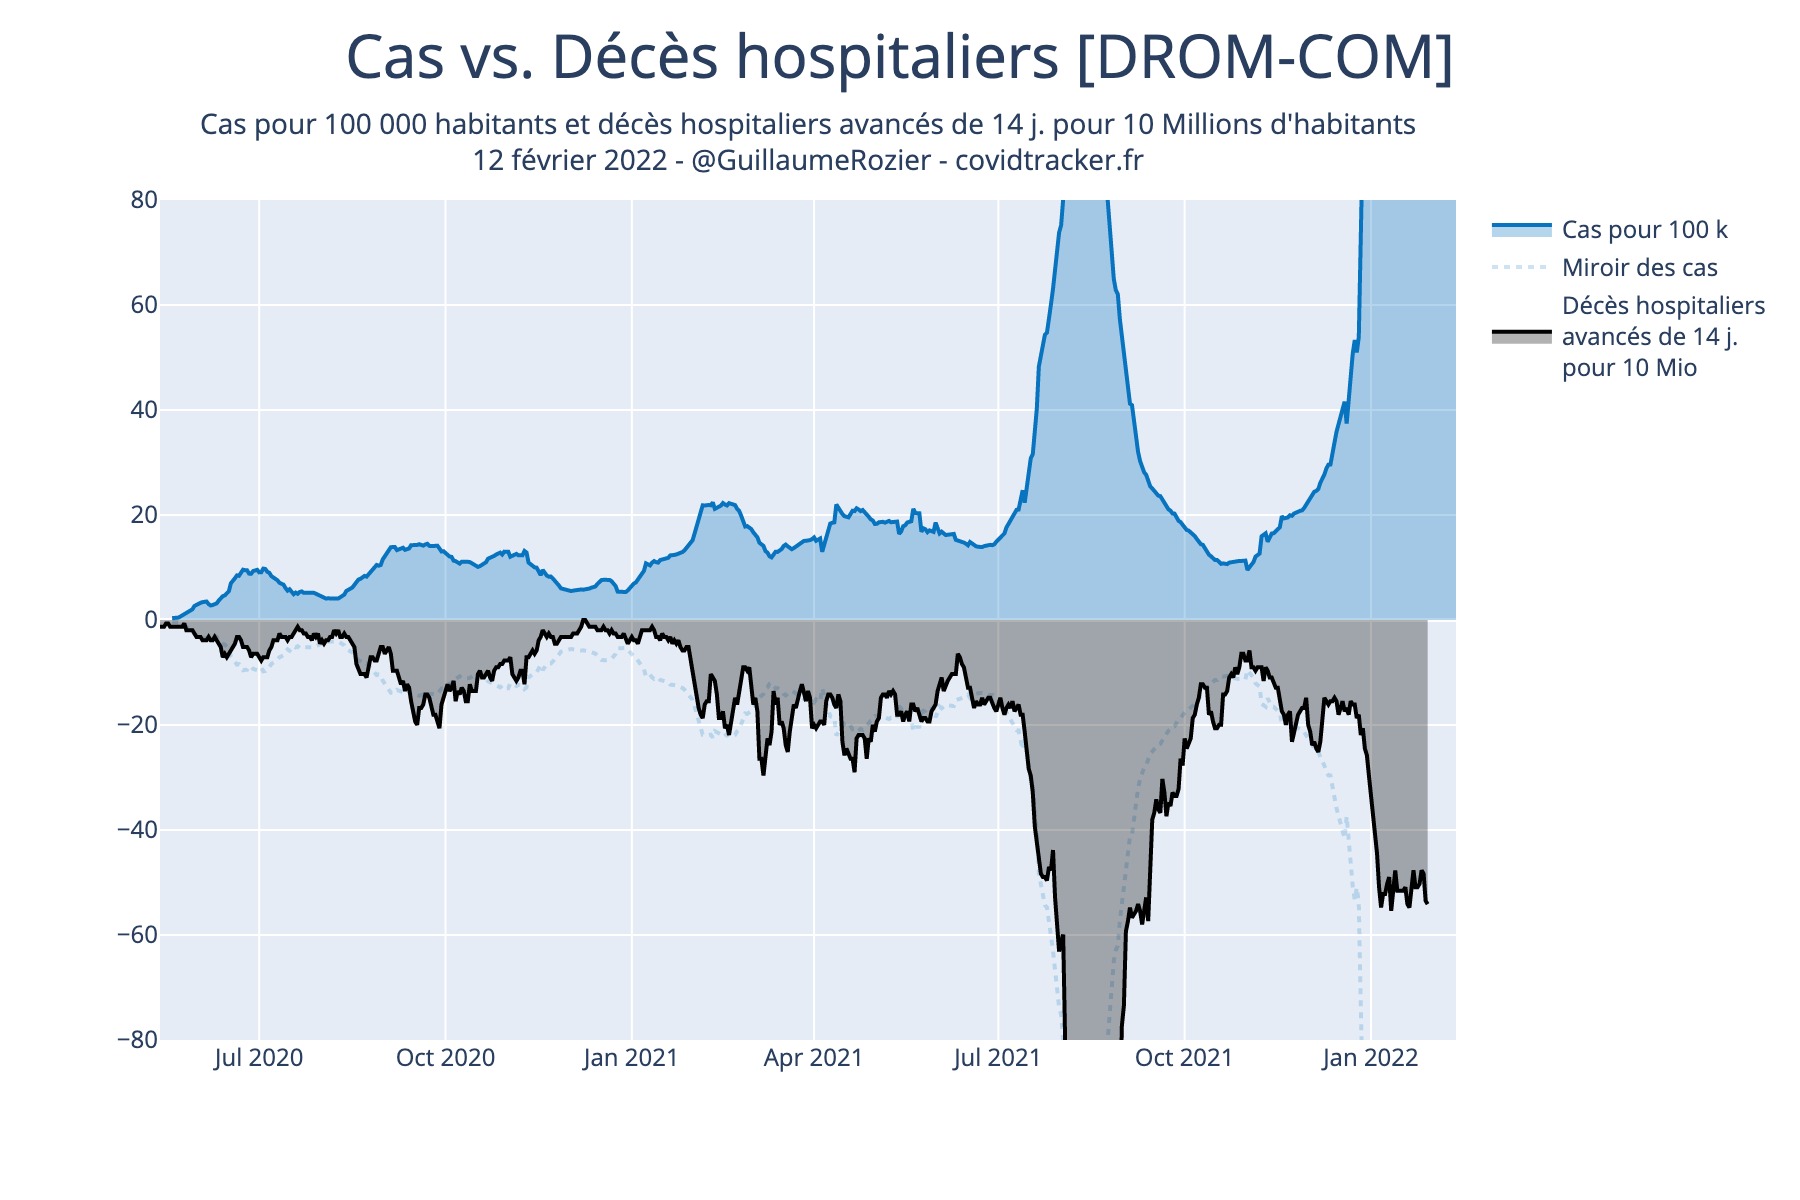 Cas vs. Décès hospitaliers [DROM-COM]
Cas pour 100 000 habitants et décès hospitaliers avancés de 14 j. pour 10 Millions d'habitants
12 février 2022 - @GuillaumeRozier - covidtracker.fr
80
60
40
20
0
−20
−40
−60
−80
Jul 2020
Oct 2020
Jan 2021
Apr 2021
Jul 2021
Oct 2021
Jan 2022
Cas pour 100 k
Miroir des cas
Décès hospitaliers
avancés de 14 j.
pour 10 Mio